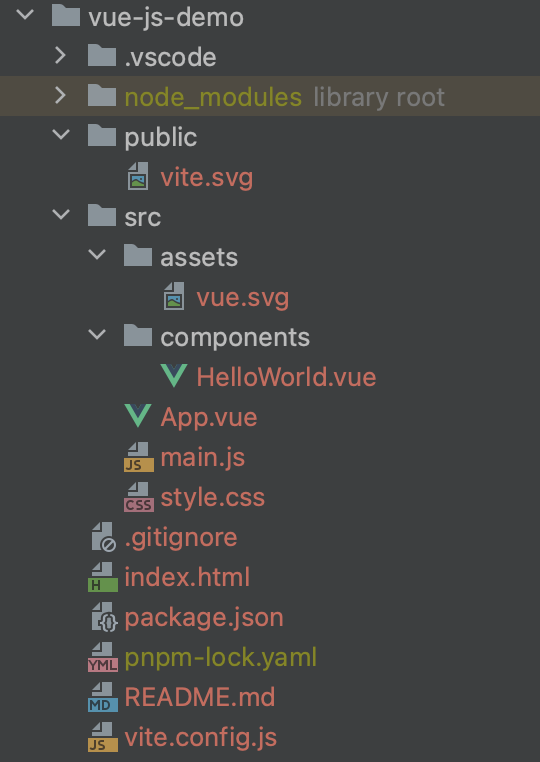 vue-js-demo
.vscode
node_modules library root
public
vite.svg
src
assets
vue.svg
components
HelloWorld.vue
App.vue
JS main.js
CSS style.css
.gitignore
H index.html
package.json
YML pnpm-lock.yaml
MD README.md
JS vite.config.js